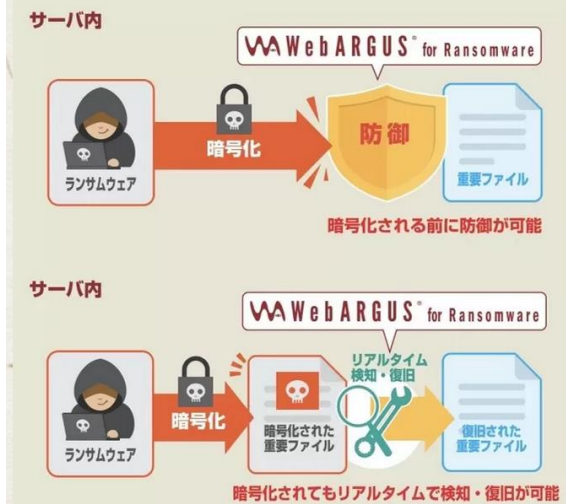 サーバ内
WebARGUS® for Ransomware
ランサムウェア
暗号化
防御
重要ファイル
暗号化される前に防御が可能
サーバ内
WebARGUS® for Ransomware
ランサムウェア
暗号化
暗号化された
重要ファイル
リアルタイム
検知・復旧
復旧された
重要ファイル
暗号化されてもリアルタイムで検知・復旧が可能